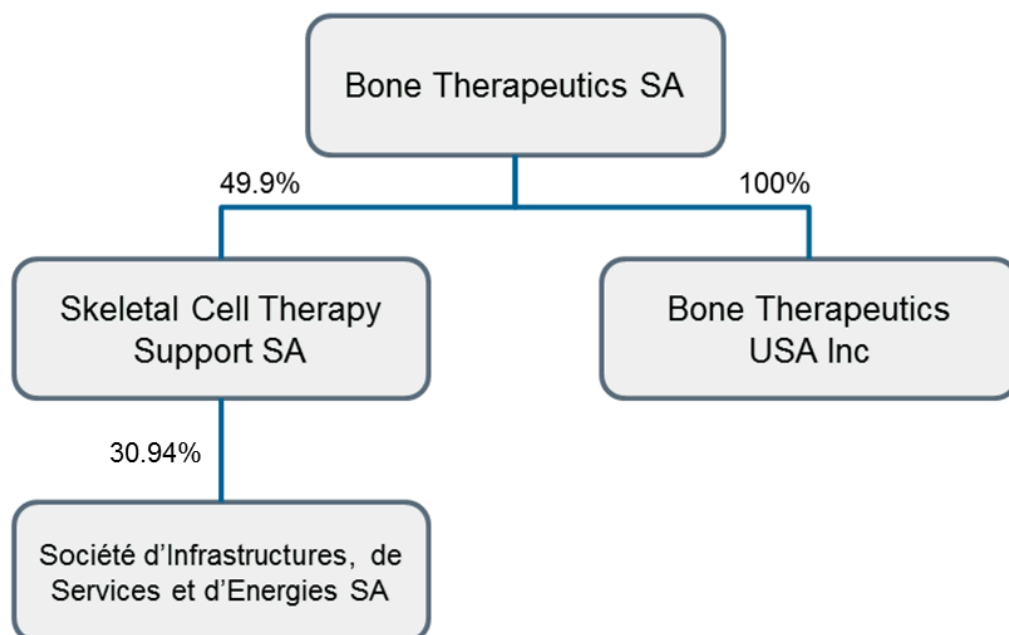 Bone Therapeutics SA
49.9%
100%
Skeletal Cell Therapy
Support SA
Bone Therapeutics
USA Inc
30.94%
Société d’Infrastructures, de
Services et d’Energies SA